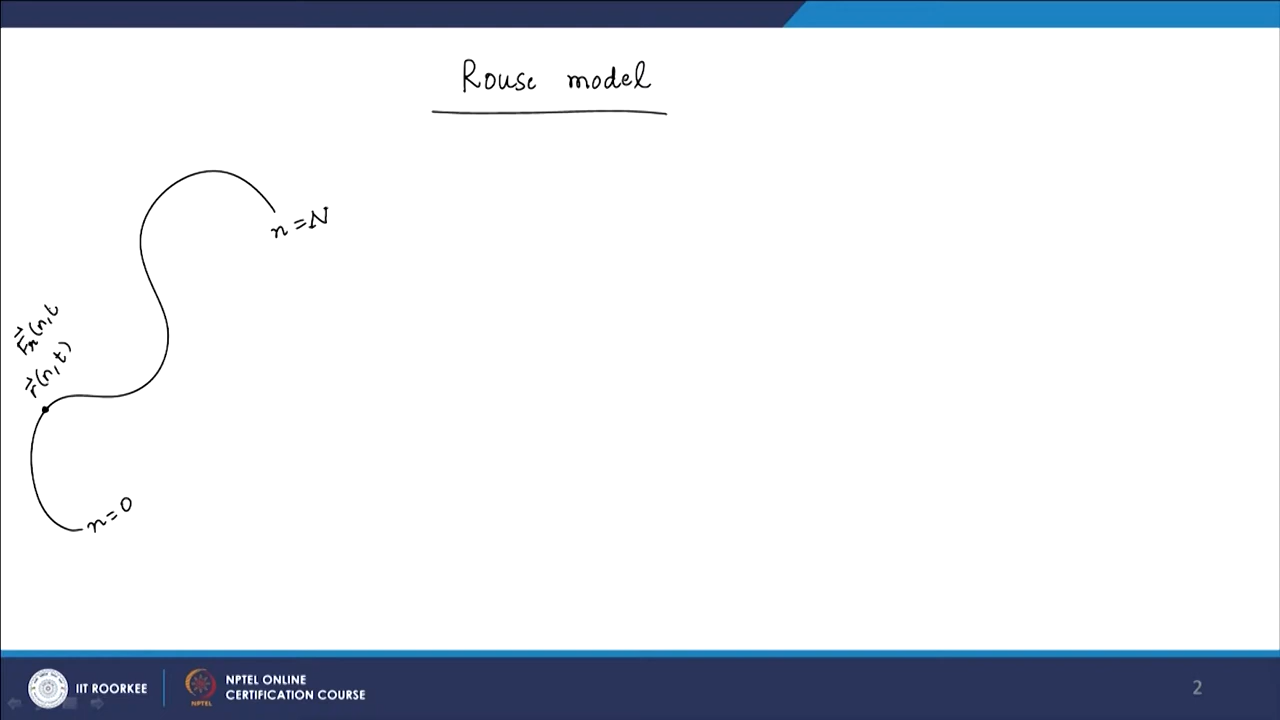 Rouse model
n = N
F⃗n(n,t
r⃗(n,t)
n = 0
IIT ROORKEE
NPTEL ONLINE
CERTIFICATION COURSE
2